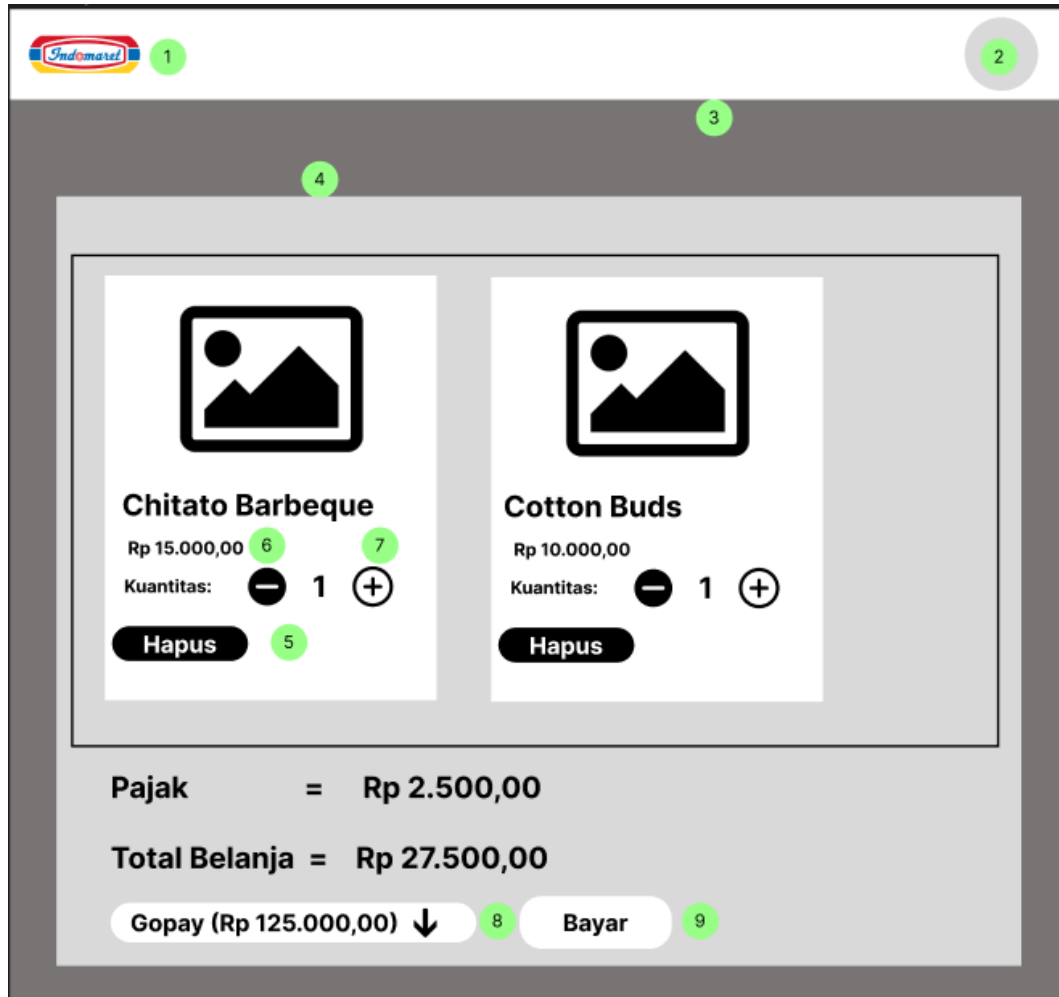 Indomaret 1
2
3
4
Chitato Barbeque
Rp 15.000,00 6 7
Kuantitas: 1
Hapus 5
Cotton Buds
Rp 10.000,00
Kuantitas: 1
Hapus
Pajak = Rp 2.500,00
Total Belanja = Rp 27.500,00
Gopay (Rp 125.000,00) 8 Bayar 9